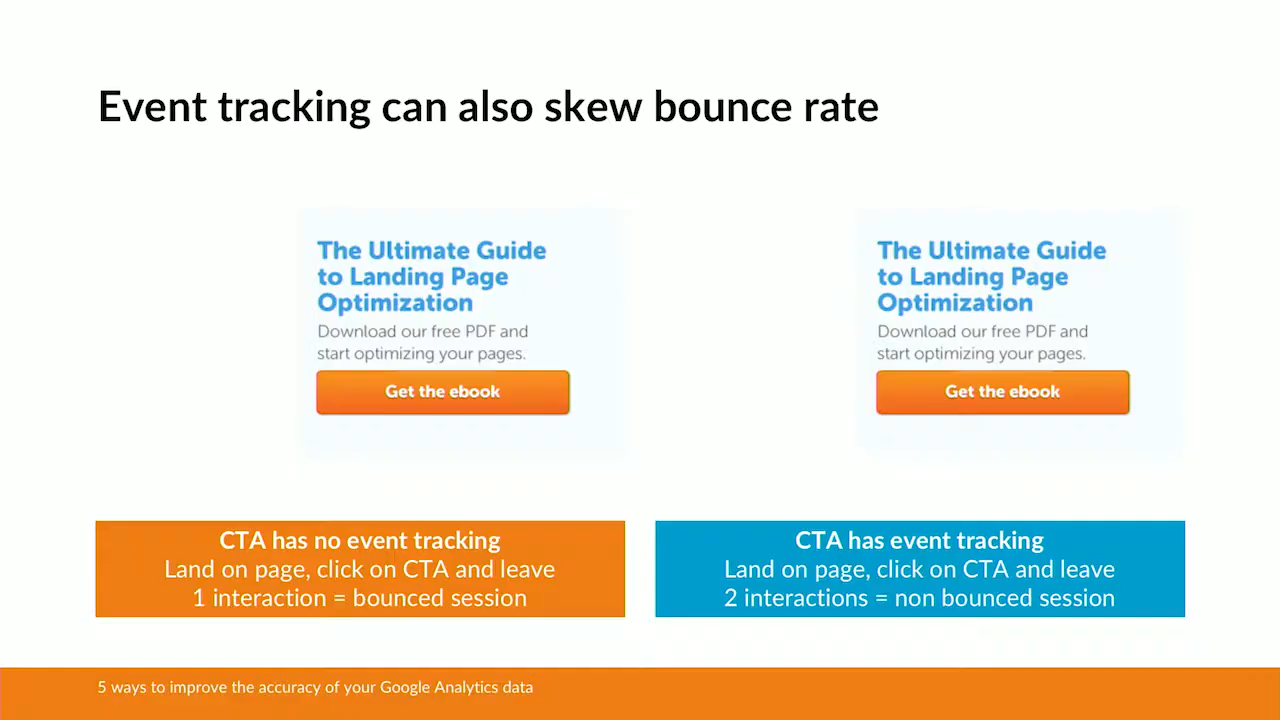 Event tracking can also skew bounce rate
The Ultimate Guide
to Landing Page
Optimization
Download our free PDF and
start optimizing your pages.
Get the ebook
The Ultimate Guide
to Landing Page
Optimization
Download our free PDF and
start optimizing your pages.
Get the ebook
CTA has no event tracking
Land on page, click on CTA and leave
1 interaction = bounced session
CTA has event tracking
Land on page, click on CTA and leave
2 interactions = non bounced session
5 ways to improve the accuracy of your Google Analytics data